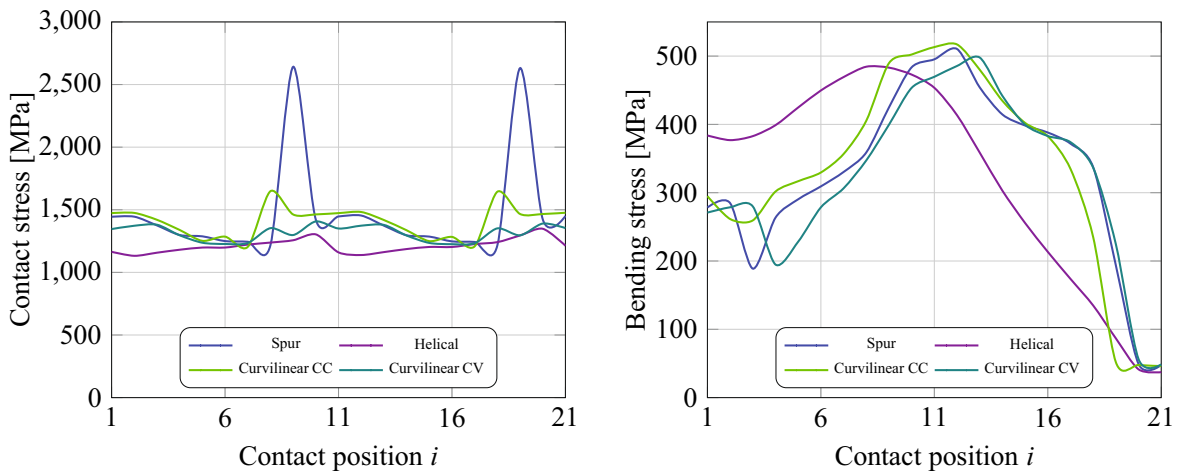 3,000
2,500
2,000
1,500
1,000
500
0
Contact stress [MPa]
Spur Helical
Curvilinear CC Curvilinear CV
1 6 11 16 21
Contact position i
500
400
300
200
100
0
Bending stress [MPa]
Spur Helical
Curvilinear CC Curvilinear CV
1 6 11 16 21
Contact position i